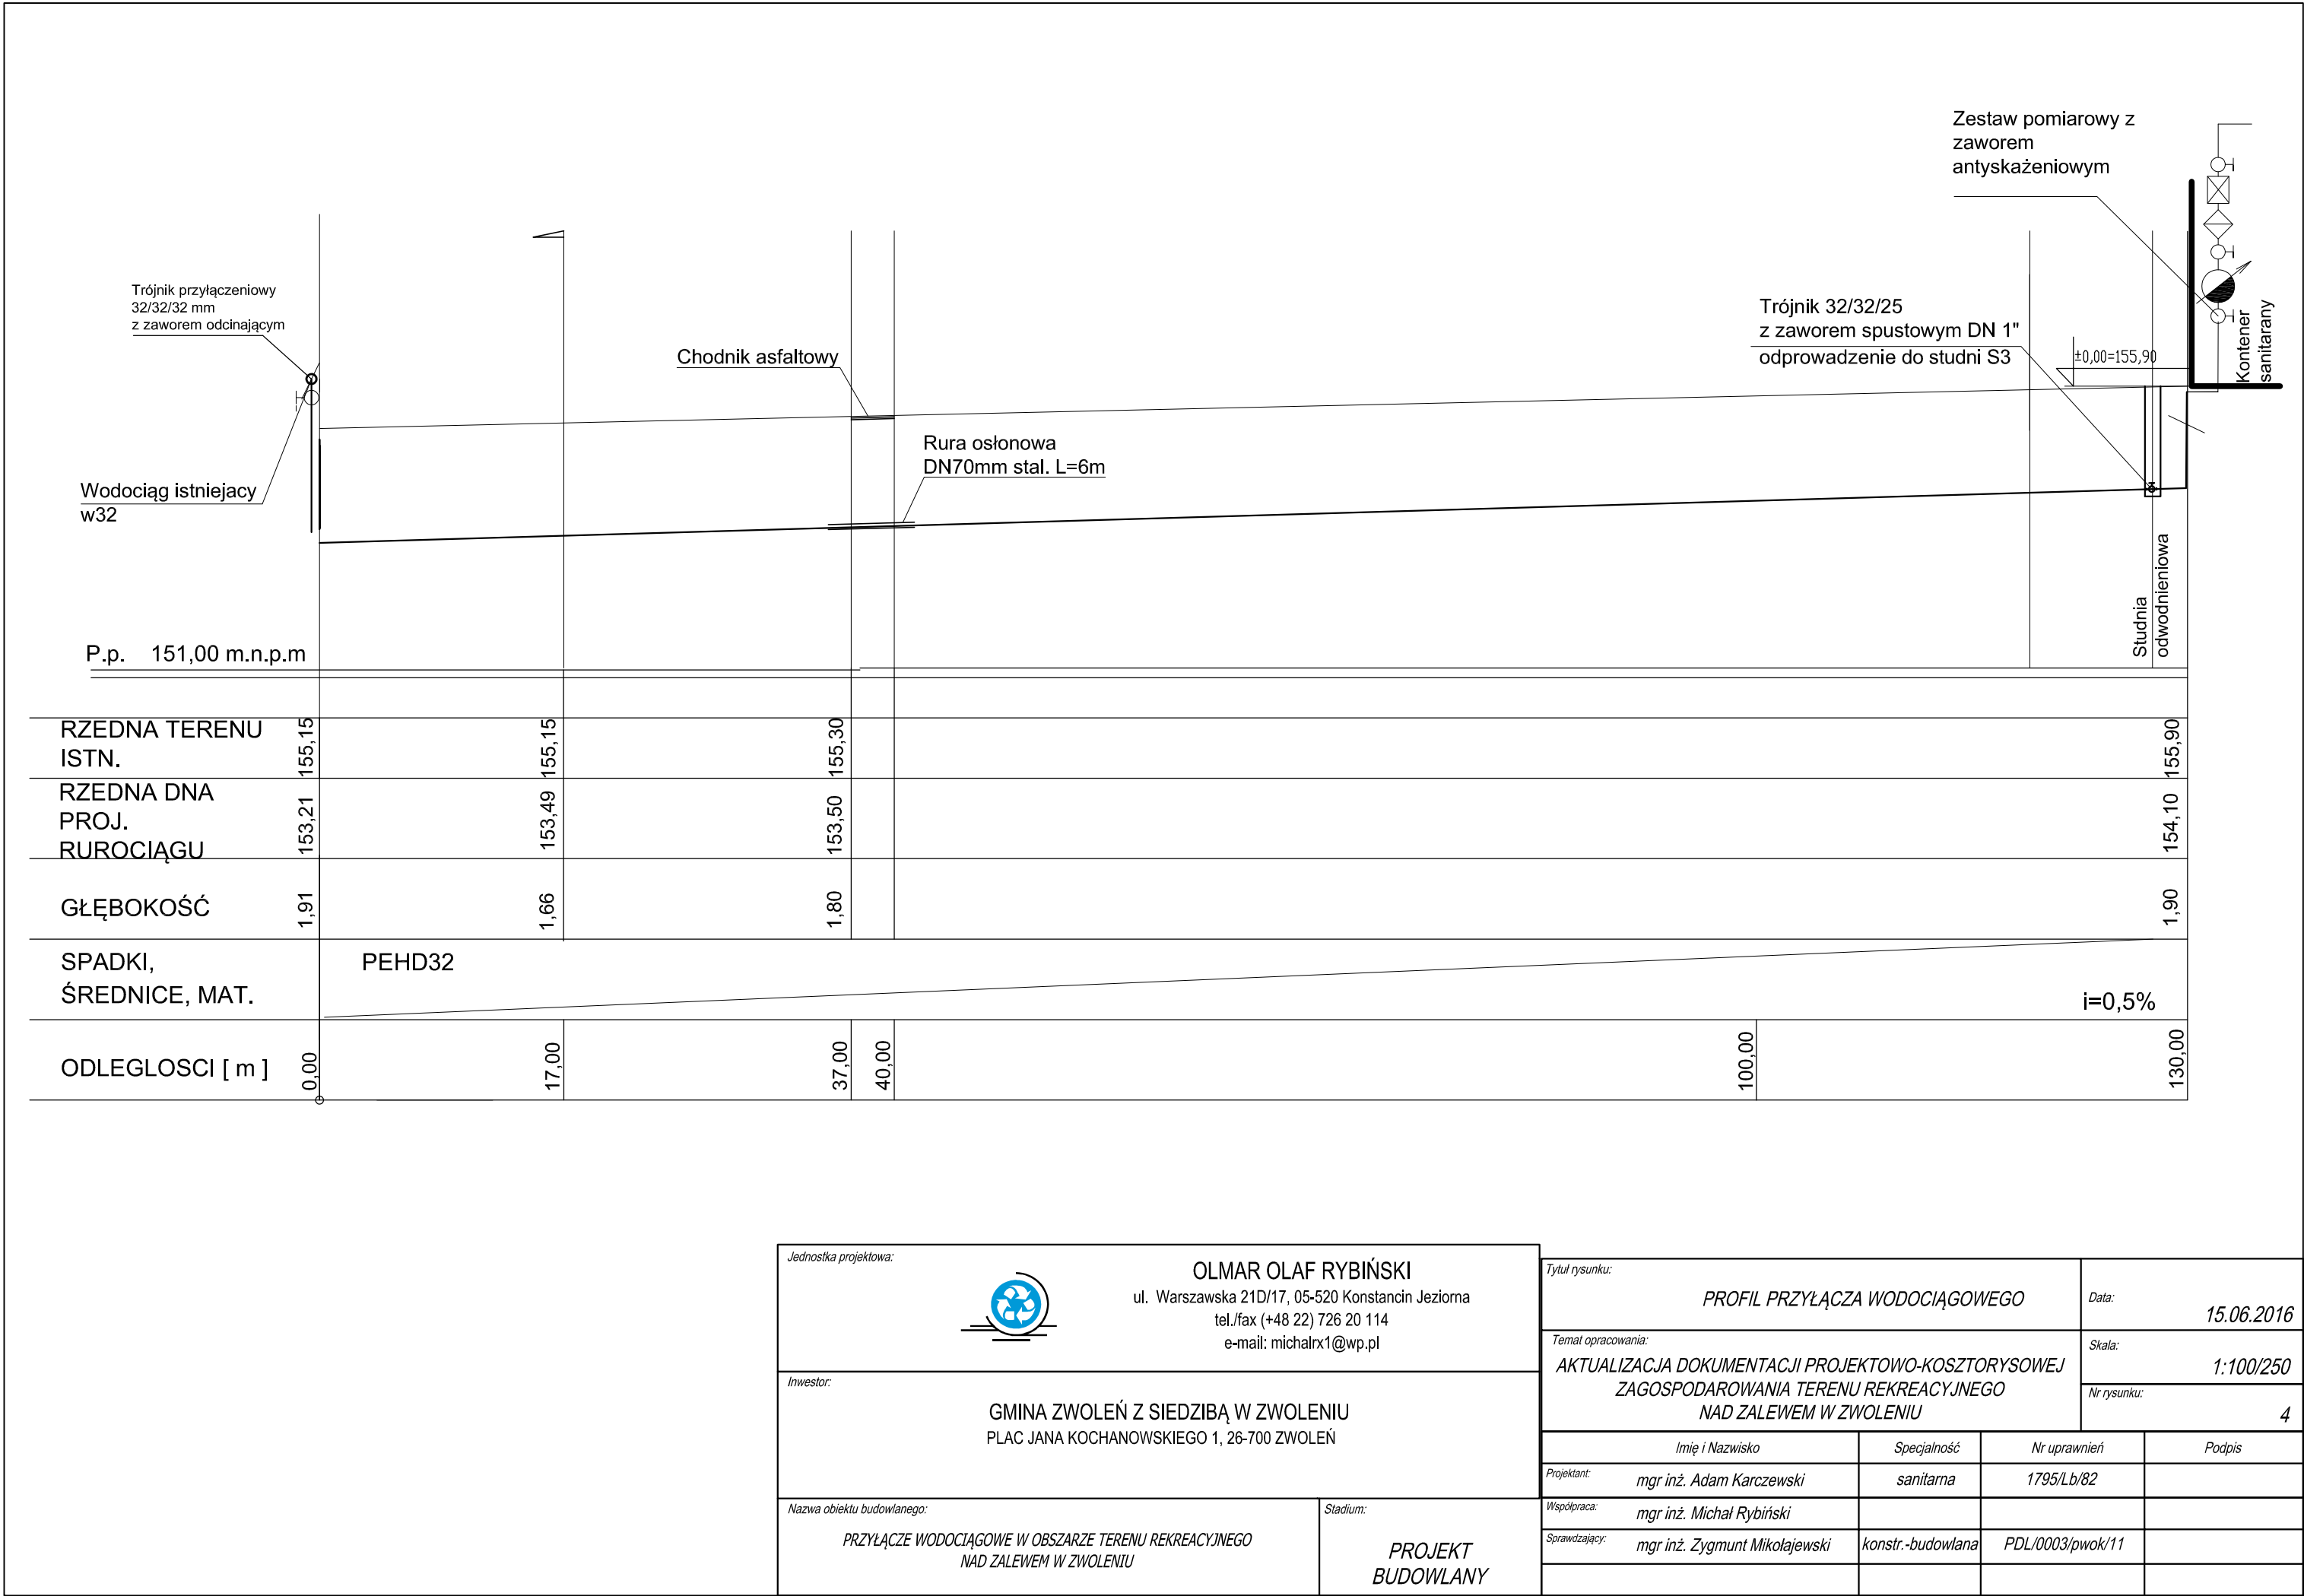 Zestaw pomiarowy z
zaworem
antyskażeniowym
Trójnik przyłączeniowy
32/32/32 mm
z zaworem odcinającym
Chodnik asfaltowy
Trójnik 32/32/25
z zaworem spustowym DN 1"
odprowadzenie do studni S3
±0,00=155,90
Kontener
sanitarany
Rura osłonowa
DN70mm stal. L=6m
Wodociąg istniejacy
w32
Studnia
odwodnieniowa
P.p. 151,00 m.n.p.m
RZEDNA TERENU
ISTN.
155,15
155,15
155,30
155,90
RZEDNA DNA
PROJ.
RUROCIĄGU
153,21
153,49
153,50
154,10
GŁĘBOKOŚĆ
1,91
1,66
1,80
1,90
SPADKI,
ŚREDNICE, MAT.
PEHD32
i=0,5%
ODLEGLOSCI [ m ]
0,00
17,00
37,00
40,00
100,00
130,00
Jednostka projektowa:
OLMAR OLAF RYBIŃSKI
ul. Warszawska 21D/17, 05-520 Konstancin Jeziorna
tel./fax (+48 22) 726 20 114
e-mail: michalrx1@wp.pl
Inwestor:
GMINA ZWOLEŃ Z SIEDZIBĄ W ZWOLENIU
PLAC JANA KOCHANOWSKIEGO 1, 26-700 ZWOLEŃ
Nazwa obiektu budowlanego:
PRZYŁĄCZE WODOCIĄGOWE W OBSZARZE TERENU REKREACYJNEGO
NAD ZALEWEM W ZWOLENIU
Stadium:
PROJEKT
BUDOWLANY
Tytuł rysunku:
PROFIL PRZYŁĄCZA WODOCIĄGOWEGO
Data:
15.06.2016
Temat opracowania:
AKTUALIZACJA DOKUMENTACJI PROJEKTOWO-KOSZTORYSOWEJ
ZAGOSPODAROWANIA TERENU REKREACYJNEGO
NAD ZALEWEM W ZWOLENIU
Skala:
1:100/250
Nr rysunku:
4
Imię i Nazwisko Specjalność Nr uprawnień Podpis
Projektant: mgr inż. Adam Karczewski sanitarna 1795/Lb/82
Współpraca: mgr inż. Michał Rybiński
Sprawdzający: mgr inż. Zygmunt Mikołajewski konstr.-budowlana PDL/0003/pwok/11